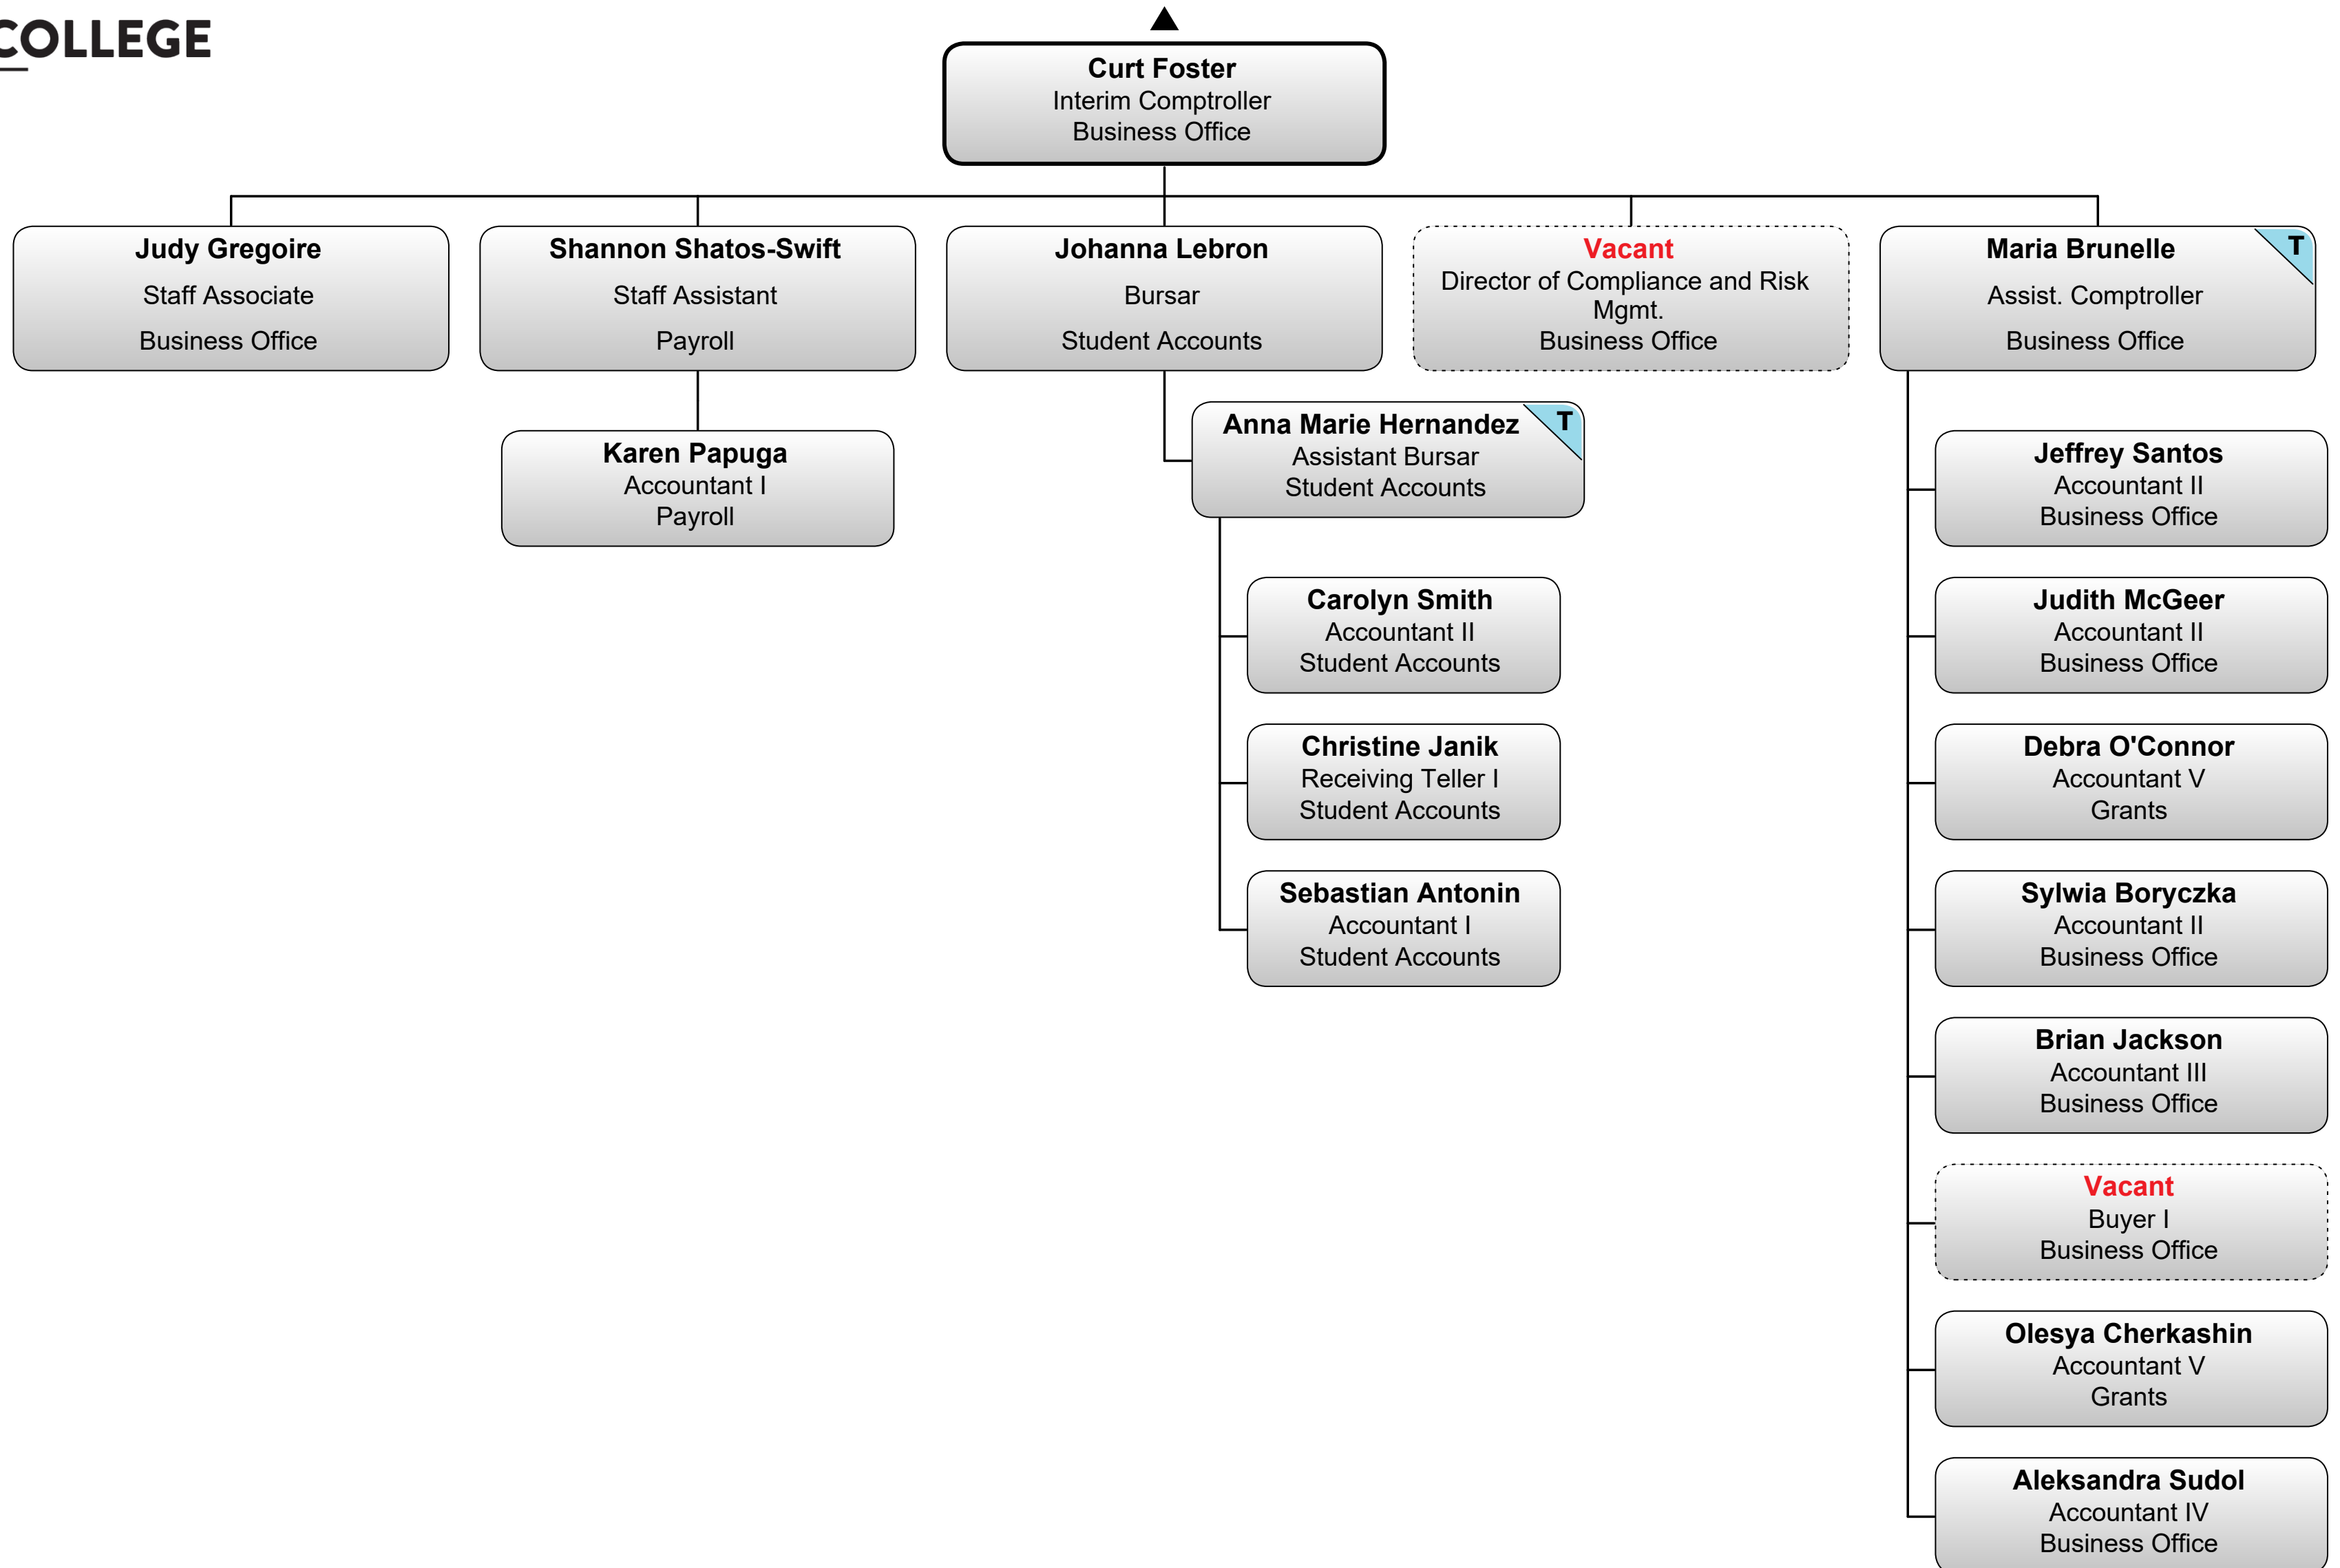 COLLEGE
Curt Foster
Interim Comptroller
Business Office
Judy Gregoire
Staff Associate
Business Office
Shannon Shatos-Swift
Staff Assistant
Payroll
Johanna Lebron
Bursar
Student Accounts
Vacant
Director of Compliance and Risk
Mgmt.
Business Office
Maria Brunelle
T
Assist. Comptroller
Business Office
Karen Papuga
Accountant I
Payroll
Anna Marie Hernandez
T
Assistant Bursar
Student Accounts
Carolyn Smith
Accountant II
Student Accounts
Christine Janik
Receiving Teller I
Student Accounts
Sebastian Antonin
Accountant I
Student Accounts
Jeffrey Santos
Accountant II
Business Office
Judith McGeer
Accountant II
Business Office
Debra O'Connor
Accountant V
Grants
Sylwia Boryczka
Accountant II
Business Office
Brian Jackson
Accountant III
Business Office
Vacant
Buyer I
Business Office
Olesya Cherkashin
Accountant V
Grants
Aleksandra Sudol
Accountant IV
Business Office